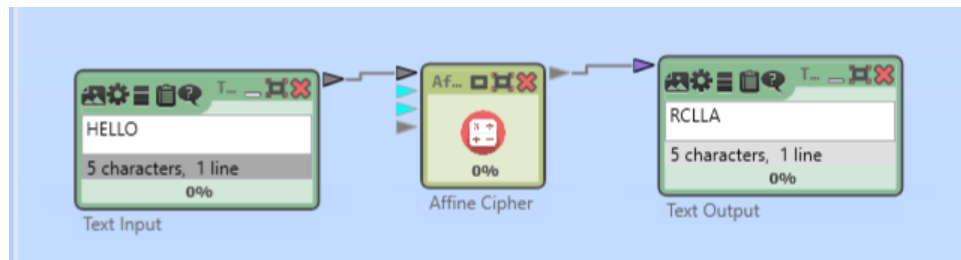 T...
HELLO
5 characters, 1 line
0%
Text Input
Af...
0%
Affine Cipher
T...
RCLLA
5 characters, 1 line
0%
Text Output